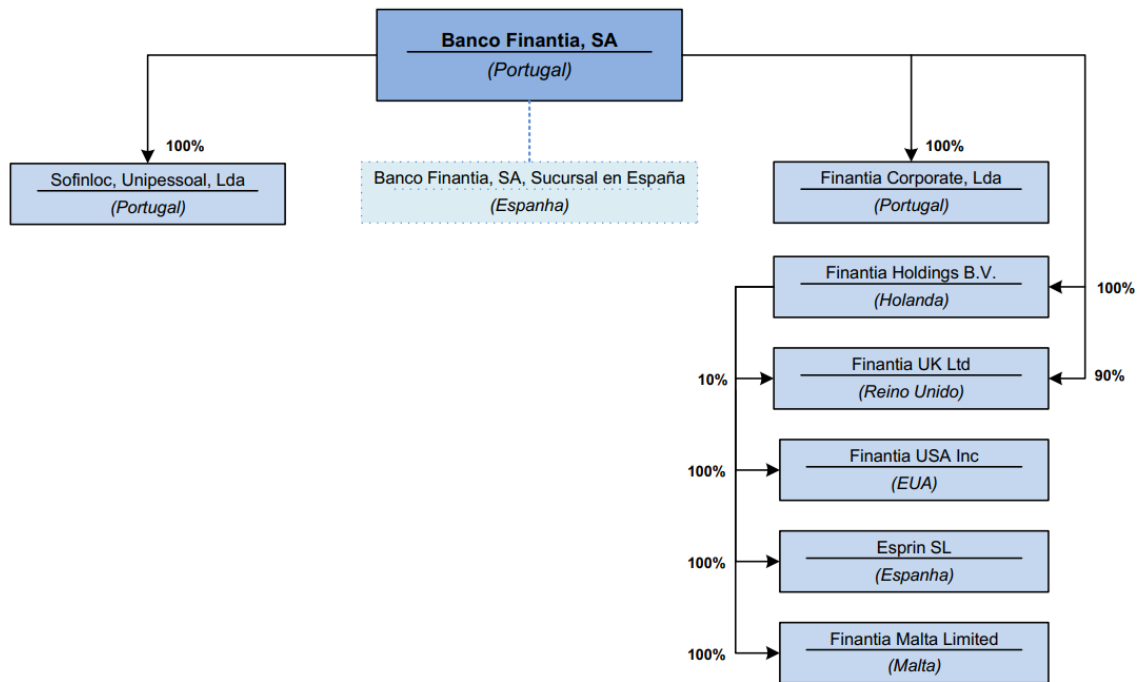 Banco Finantia, SA
(Portugal)
100%
100%
Sofinloc, Unipessoal, Lda
(Portugal)
Banco Finantia, SA, Sucursal en España
(Espanha)
Finantia Corporate, Lda
(Portugal)
Finantia Holdings B.V.
(Holanda)
100%
Finantia UK Ltd
(Reino Unido)
10%
90%
Finantia USA Inc
(EUA)
100%
Esprin SL
(Espanha)
100%
Finantia Malta Limited
(Malta)
100%